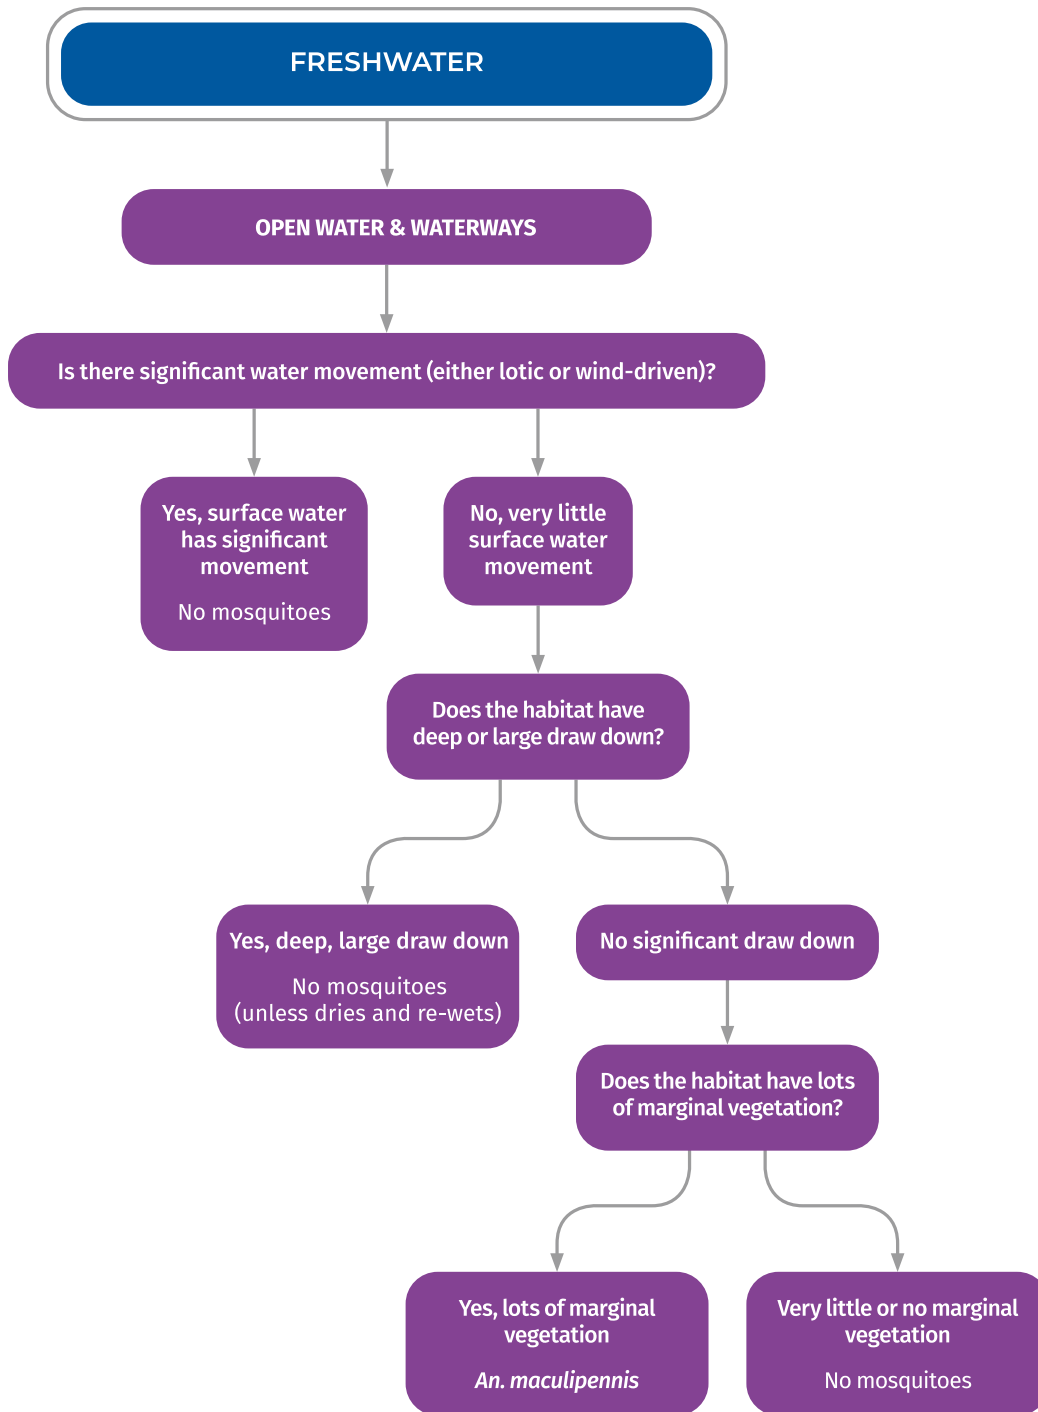 FRESHWATER
OPEN WATER & WATERWAYS
Is there significant water movement (either lotic or wind-driven)?
Yes, surface water
has significant
movement
No mosquitoes
No, very little
surface water
movement
Does the habitat have
deep or large draw down?
Yes, deep, large draw down
No mosquitoes
(unless dries and re-wets)
No significant draw down
Does the habitat have lots
of marginal vegetation?
Yes, lots of marginal
vegetation
An. maculipennis
Very little or no marginal
vegetation
No mosquitoes